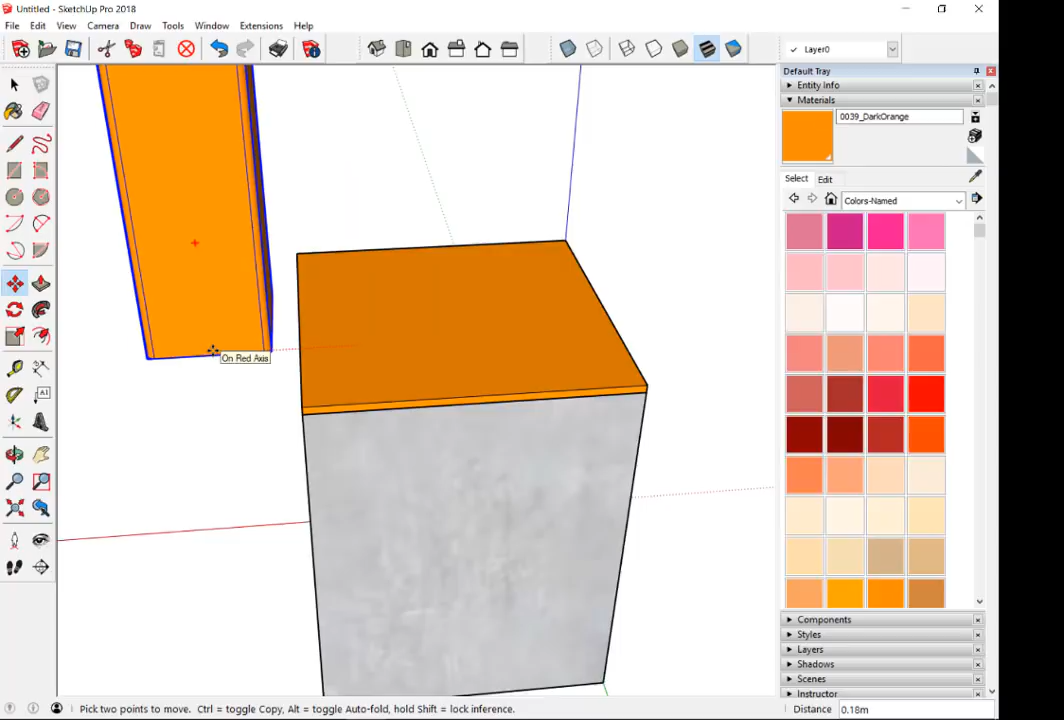 Untitled - SketchUp Pro 2018
File Edit View Camera Draw Tools Window Extensions Help
Layer0
Default Tray
Entity Info
Materials
0039_DarkOrange
Select Edit
Colors-Named
On Red Axis
A1
Components
Styles
Layers
Shadows
Scenes
Instructor
Pick two points to move. Ctrl = toggle Copy, Alt = toggle Auto-fold, hold Shift = lock inference.
Distance 0.18m